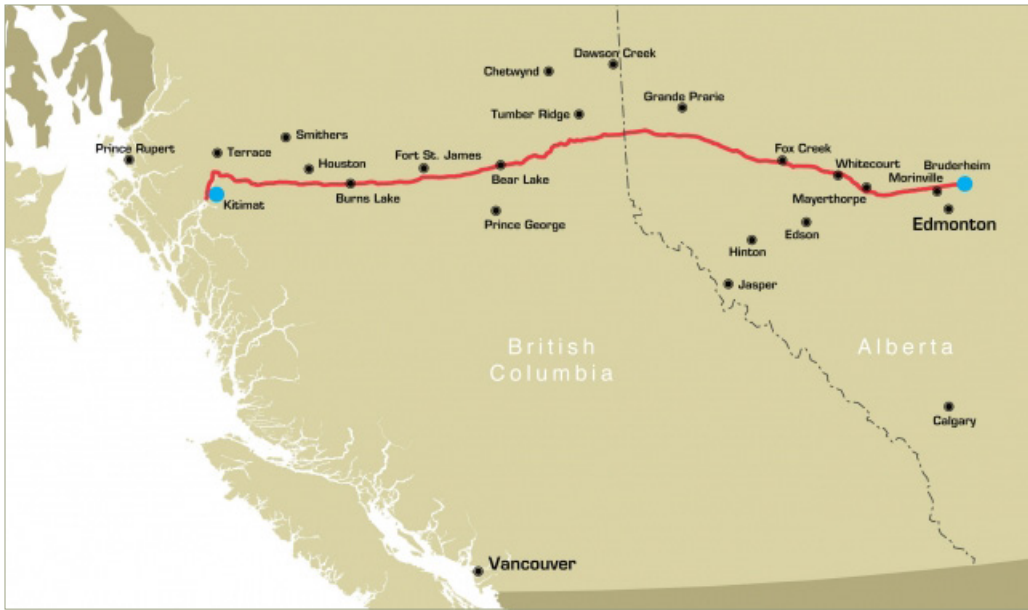 Dawson Creek
Chetwynd
Grande Prarie
Tumber Ridge
Smithers
Prince Rupert
Terrace
Houston
Fort St. James
Fox Creek
Whitecourt
Bruderheim
Morinville
Bear Lake
Kitimat
Burns Lake
Mayerthorpe
Prince George
Edson
Edmonton
Hinton
Jasper
British
Columbia
Alberta
Calgary
Vancouver